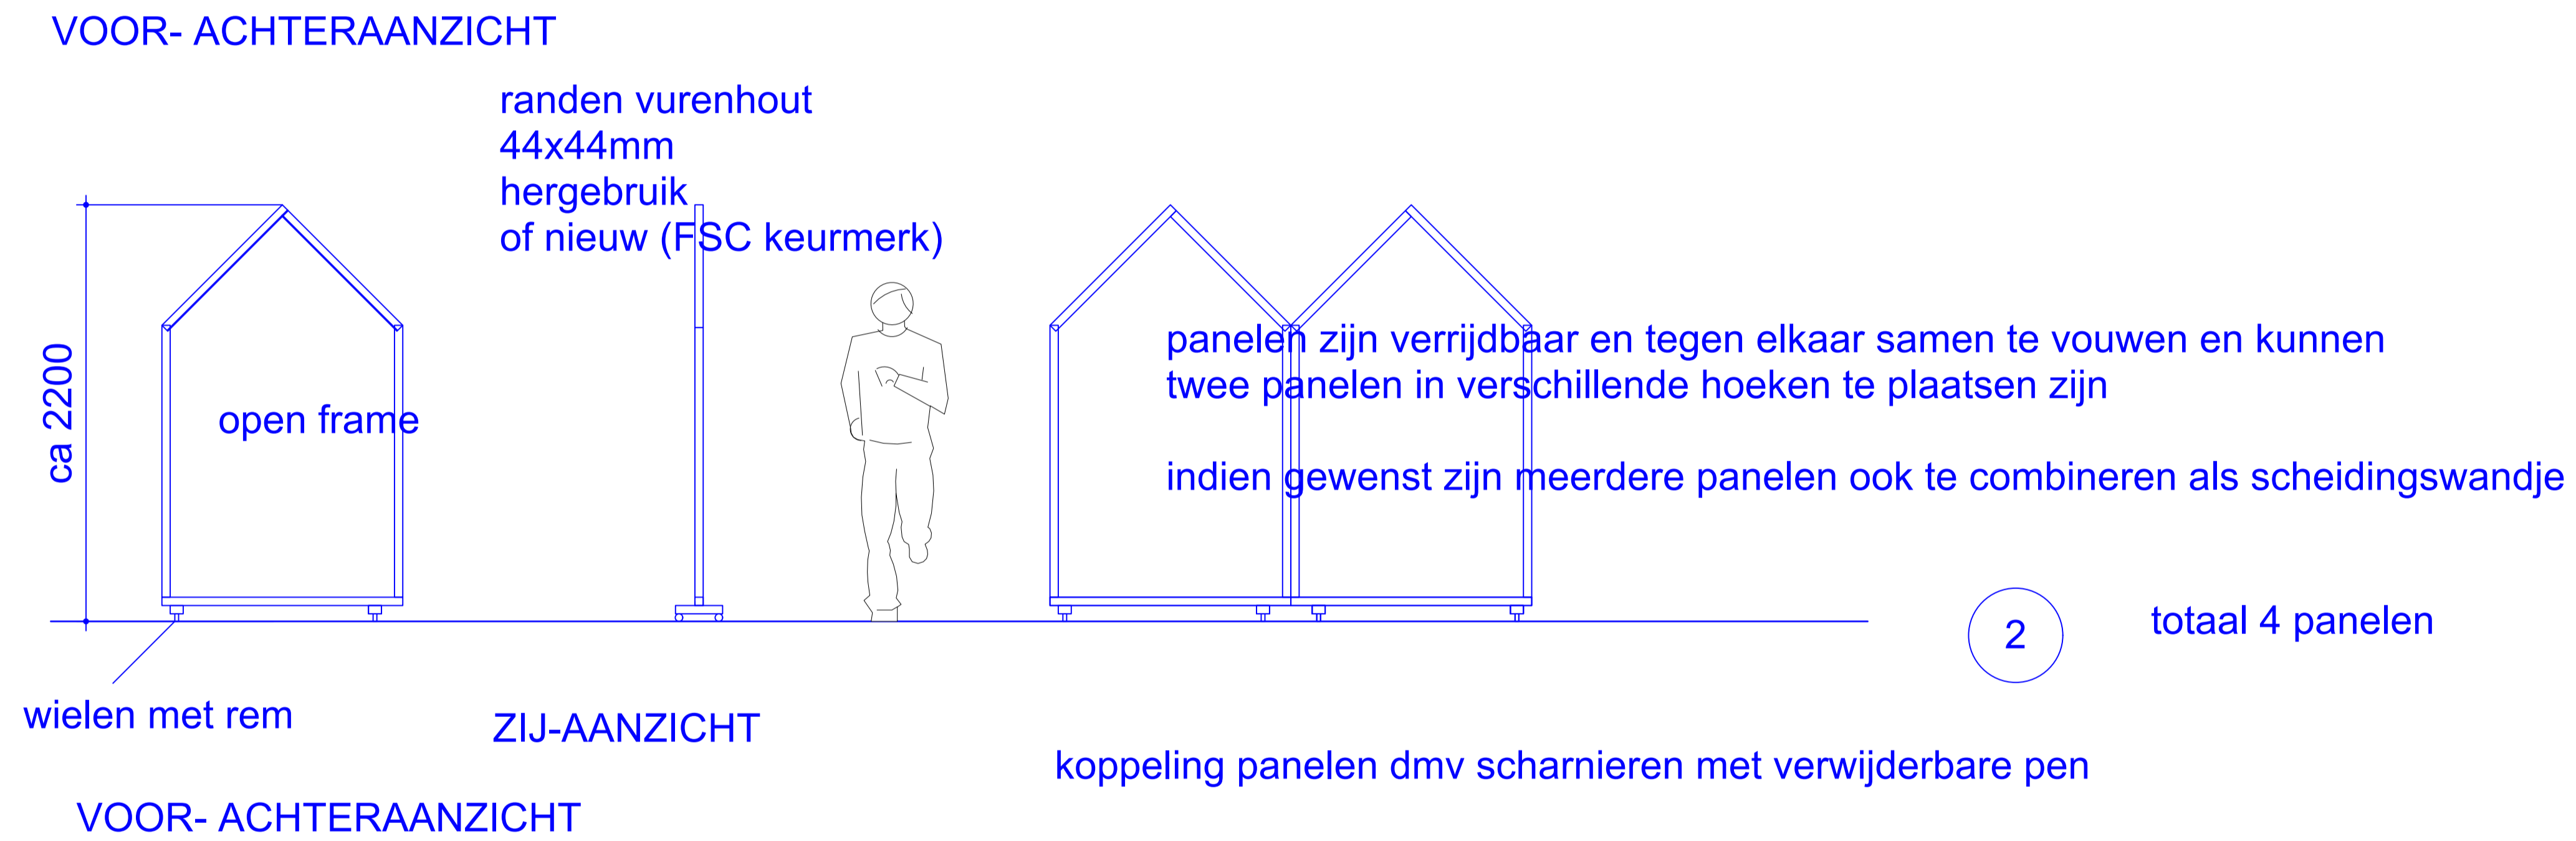 VOOR- ACHTERAANZICHT
randen vurenhout
44x44mm
hergebruik
of nieuw (FSC keurmerk)
ca 2200
open frame
panelen zijn verrijdbaar en tegen elkaar samen te vouwen en kunnen
twee panelen in verschillende hoeken te plaatsen zijn
indien gewenst zijn meerdere panelen ook te combineren als scheidingswandje
2
totaal 4 panelen
wielen met rem
ZIJ-AANZICHT
koppeling panelen dmv scharnieren met verwijderbare pen
VOOR- ACHTERAANZICHT